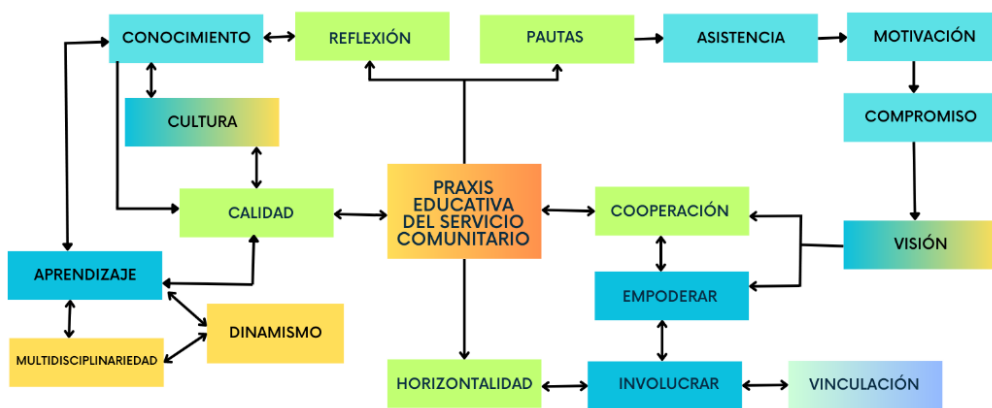 CONOCIMIENTO
REFLEXIÓN
PAUTAS
ASISTENCIA
MOTIVACIÓN
CULTURA
COMPROMISO
CALIDAD
PRAXIS
EDUCATIVA
DEL SERVICIO
COMUNITARIO
COOPERACIÓN
VISIÓN
APRENDIZAJE
EMPODERAR
DINAMISMO
MULTIDISCIPLINARIEDAD
HORIZONTALIDAD
INVOLUCRAR
VINCULACIÓN